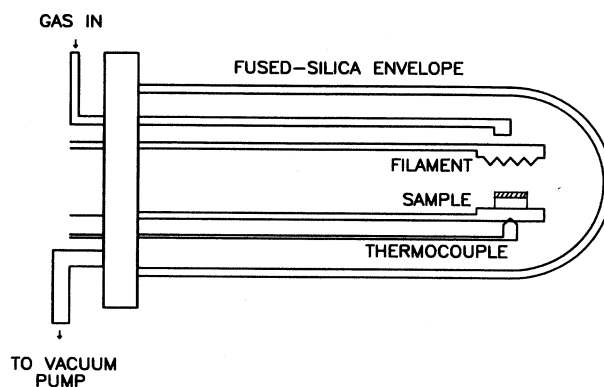 GAS IN
FUSED-SILICA ENVELOPE
FILAMENT
SAMPLE
THERMOCOUPLE
TO VACUUM
PUMP